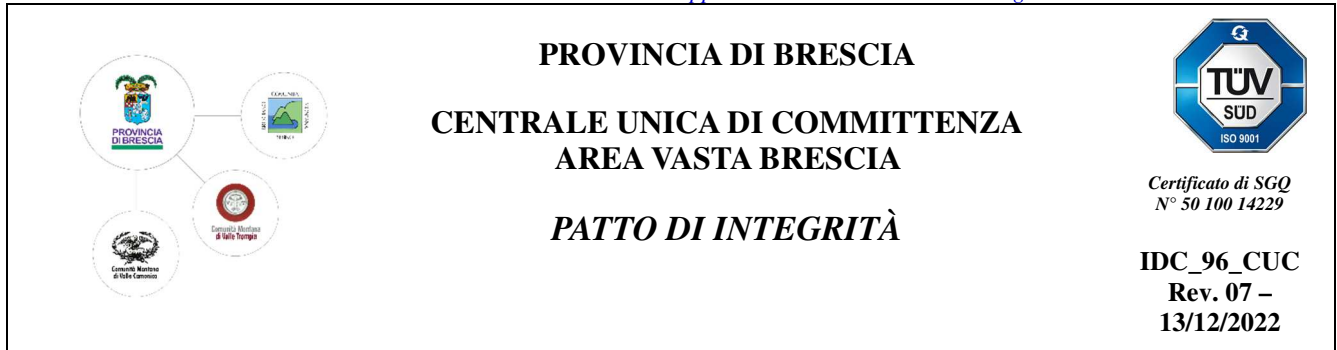 PROVINCIA DI BRESCIA
CENTRALE UNICA DI COMMITTENZA
AREA VASTA BRESCIA
PATTO DI INTEGRITÀ
PROVINCIA
DI BRESCIA
COMUNITÀ
MONTANA
Comunità Montana
di Valle Trompia
Comunità Montana
di Valle Camonica
TÜV
SÜD
ISO 9001
Certificato di SGQ
N° 50 100 14229
IDC_96_CUC
Rev. 07 –
13/12/2022